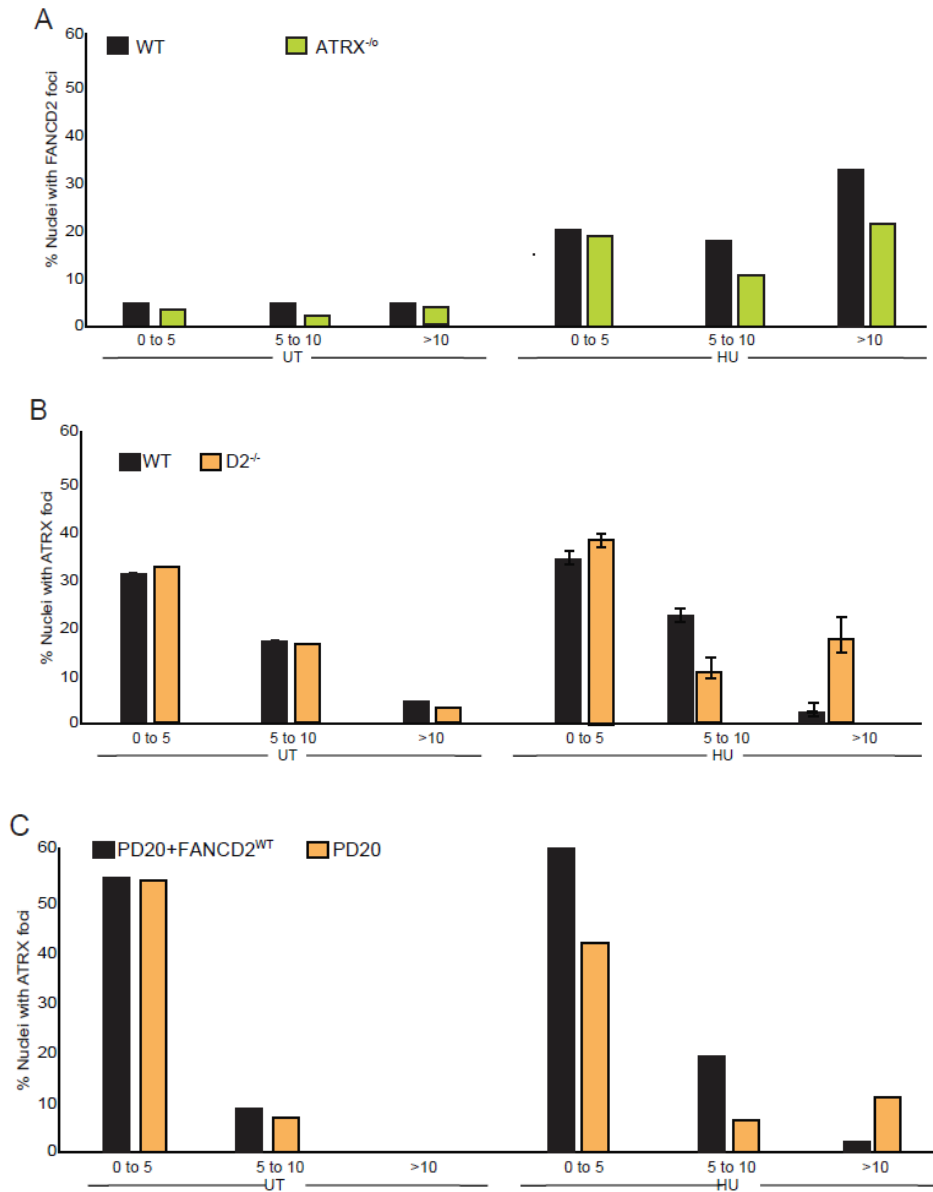 A
60
WT ATRX-/o
50
40
30
20
10
0
% Nuclei with FANCD2 foci
0 to 5 5 to 10 >10 0 to 5 5 to 10 >10
UT HU
B
60
WT D2-/-
50
40
30
20
10
0
% Nuclei with ATRX foci
0 to 5 5 to 10 >10 0 to 5 5 to 10 >10
UT HU
C
60
PD20+FANCD2WT PD20
50
40
30
20
10
0
% Nuclei with ATRX foci
0 to 5 5 to 10 >10 0 to 5 5 to 10 >10
UT HU